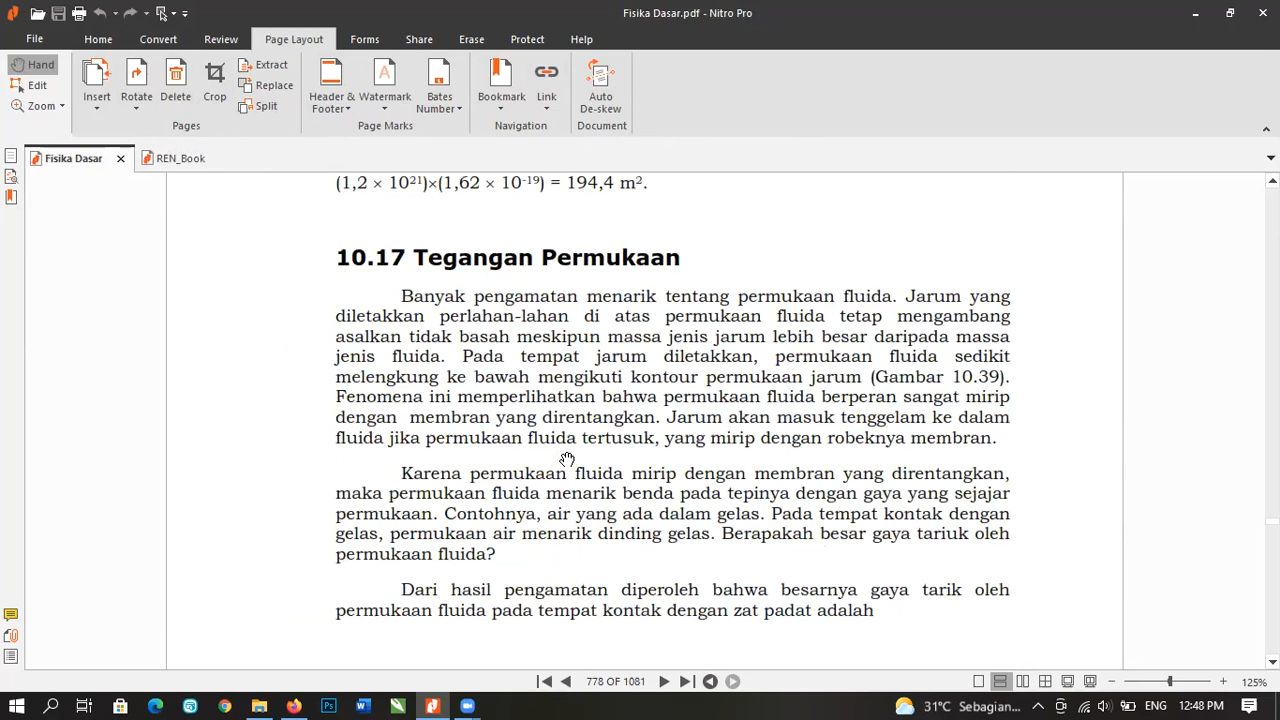 Fisika Dasar.pdf - Nitro Pro
File
Home
Convert
Review
Page Layout
Forms
Share
Erase
Protect
Help
Hand
Edit
Zoom
Insert
Rotate
Delete
Crop
Extract
Replace
Split
Pages
Header & Footer
Watermark
Bates Number
Page Marks
Bookmark
Link
Navigation
Auto De-skew
Document
Fisika Dasar
REN_Book
(1,2 × 10²¹)×(1,62 × 10⁻¹⁹) = 194,4 m².
10.17 Tegangan Permukaan
Banyak pengamatan menarik tentang permukaan fluida. Jarum yang
diletakkan perlahan-lahan di atas permukaan fluida tetap mengambang
asalkan tidak basah meskipun massa jenis jarum lebih besar daripada massa
jenis fluida. Pada tempat jarum diletakkan, permukaan fluida sedikit
melengkung ke bawah mengikuti kontour permukaan jarum (Gambar 10.39).
Fenomena ini memperlihatkan bahwa permukaan fluida berperan sangat mirip
dengan membran yang direntangkan. Jarum akan masuk tenggelam ke dalam
fluida jika permukaan fluida tertusuk, yang mirip dengan robeknya membran.
Karena permukaan fluida mirip dengan membran yang direntangkan,
maka permukaan fluida menarik benda pada tepinya dengan gaya yang sejajar
permukaan. Contohnya, air yang ada dalam gelas. Pada tempat kontak dengan
gelas, permukaan air menarik dinding gelas. Berapakah besar gaya tariuk oleh
permukaan fluida?
Dari hasil pengamatan diperoleh bahwa besarnya gaya tarik oleh
permukaan fluida pada tempat kontak dengan zat padat adalah
778 OF 1081
125%
31°C Sebagian...
ENG
12:48 PM